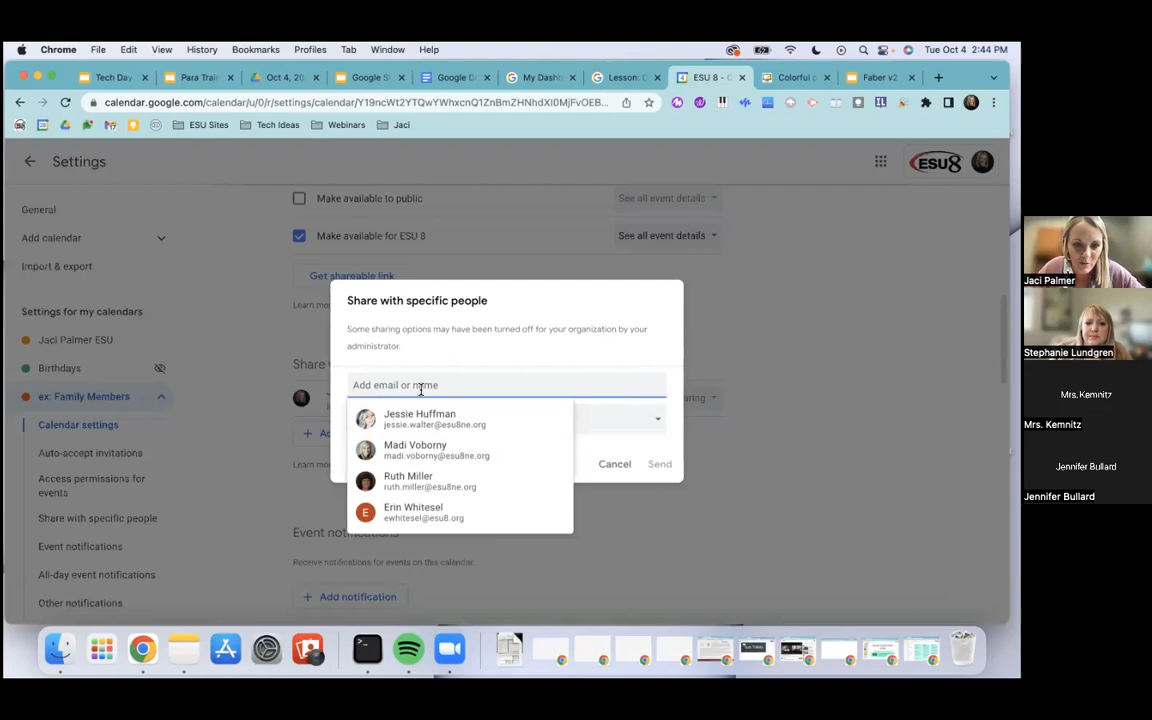 Chrome File Edit View History Bookmarks Profiles Tab Window Help
Tue Oct 4 2:44 PM
Tech Day
Para Train
Oct 4, 20
Google S
Google D
My Dash
Lesson: C
ESU 8 - C
Colorful p
Faber v2
calendar.google.com/calendar/u/0/r/settings/calendar/Y19ncWt2YTQwYWhxcnQ1ZnBmZHNhdXl0MjFvOEB...
ESU Sites
Tech Ideas
Webinars
Jaci
Settings
ESU8
General
Add calendar
Import & export
Settings for my calendars
Jaci Palmer ESU
Birthdays
ex: Family Members
Calendar settings
Auto-accept invitations
Access permissions for
events
Share with specific people
Event notifications
All-day event notifications
Other notifications
Make available to public
See all event details
Make available for ESU 8
See all event details
Get shareable link
Learn mor
Share w
aring
Ad
Learn mor
Event notifications
Receive notifications for events on this calendar
Add notification
Share with specific people
Some sharing options may have been turned off for your organization by your
administrator.
Add email or name
Jessie Huffman
jessie.walter@esu8ne.org
Madi Voborny
madi.voborny@esu8ne.org
Ruth Miller
ruth.miller@esu8ne.org
E
Erin Whitesel
ewhitesel@esu8.org
Cancel
Send
Jaci Palmer
Stephanie Lundgren
Mrs. Kemnitz
Mrs. Kemnitz
Jennifer Bullard
Jennifer Bullard